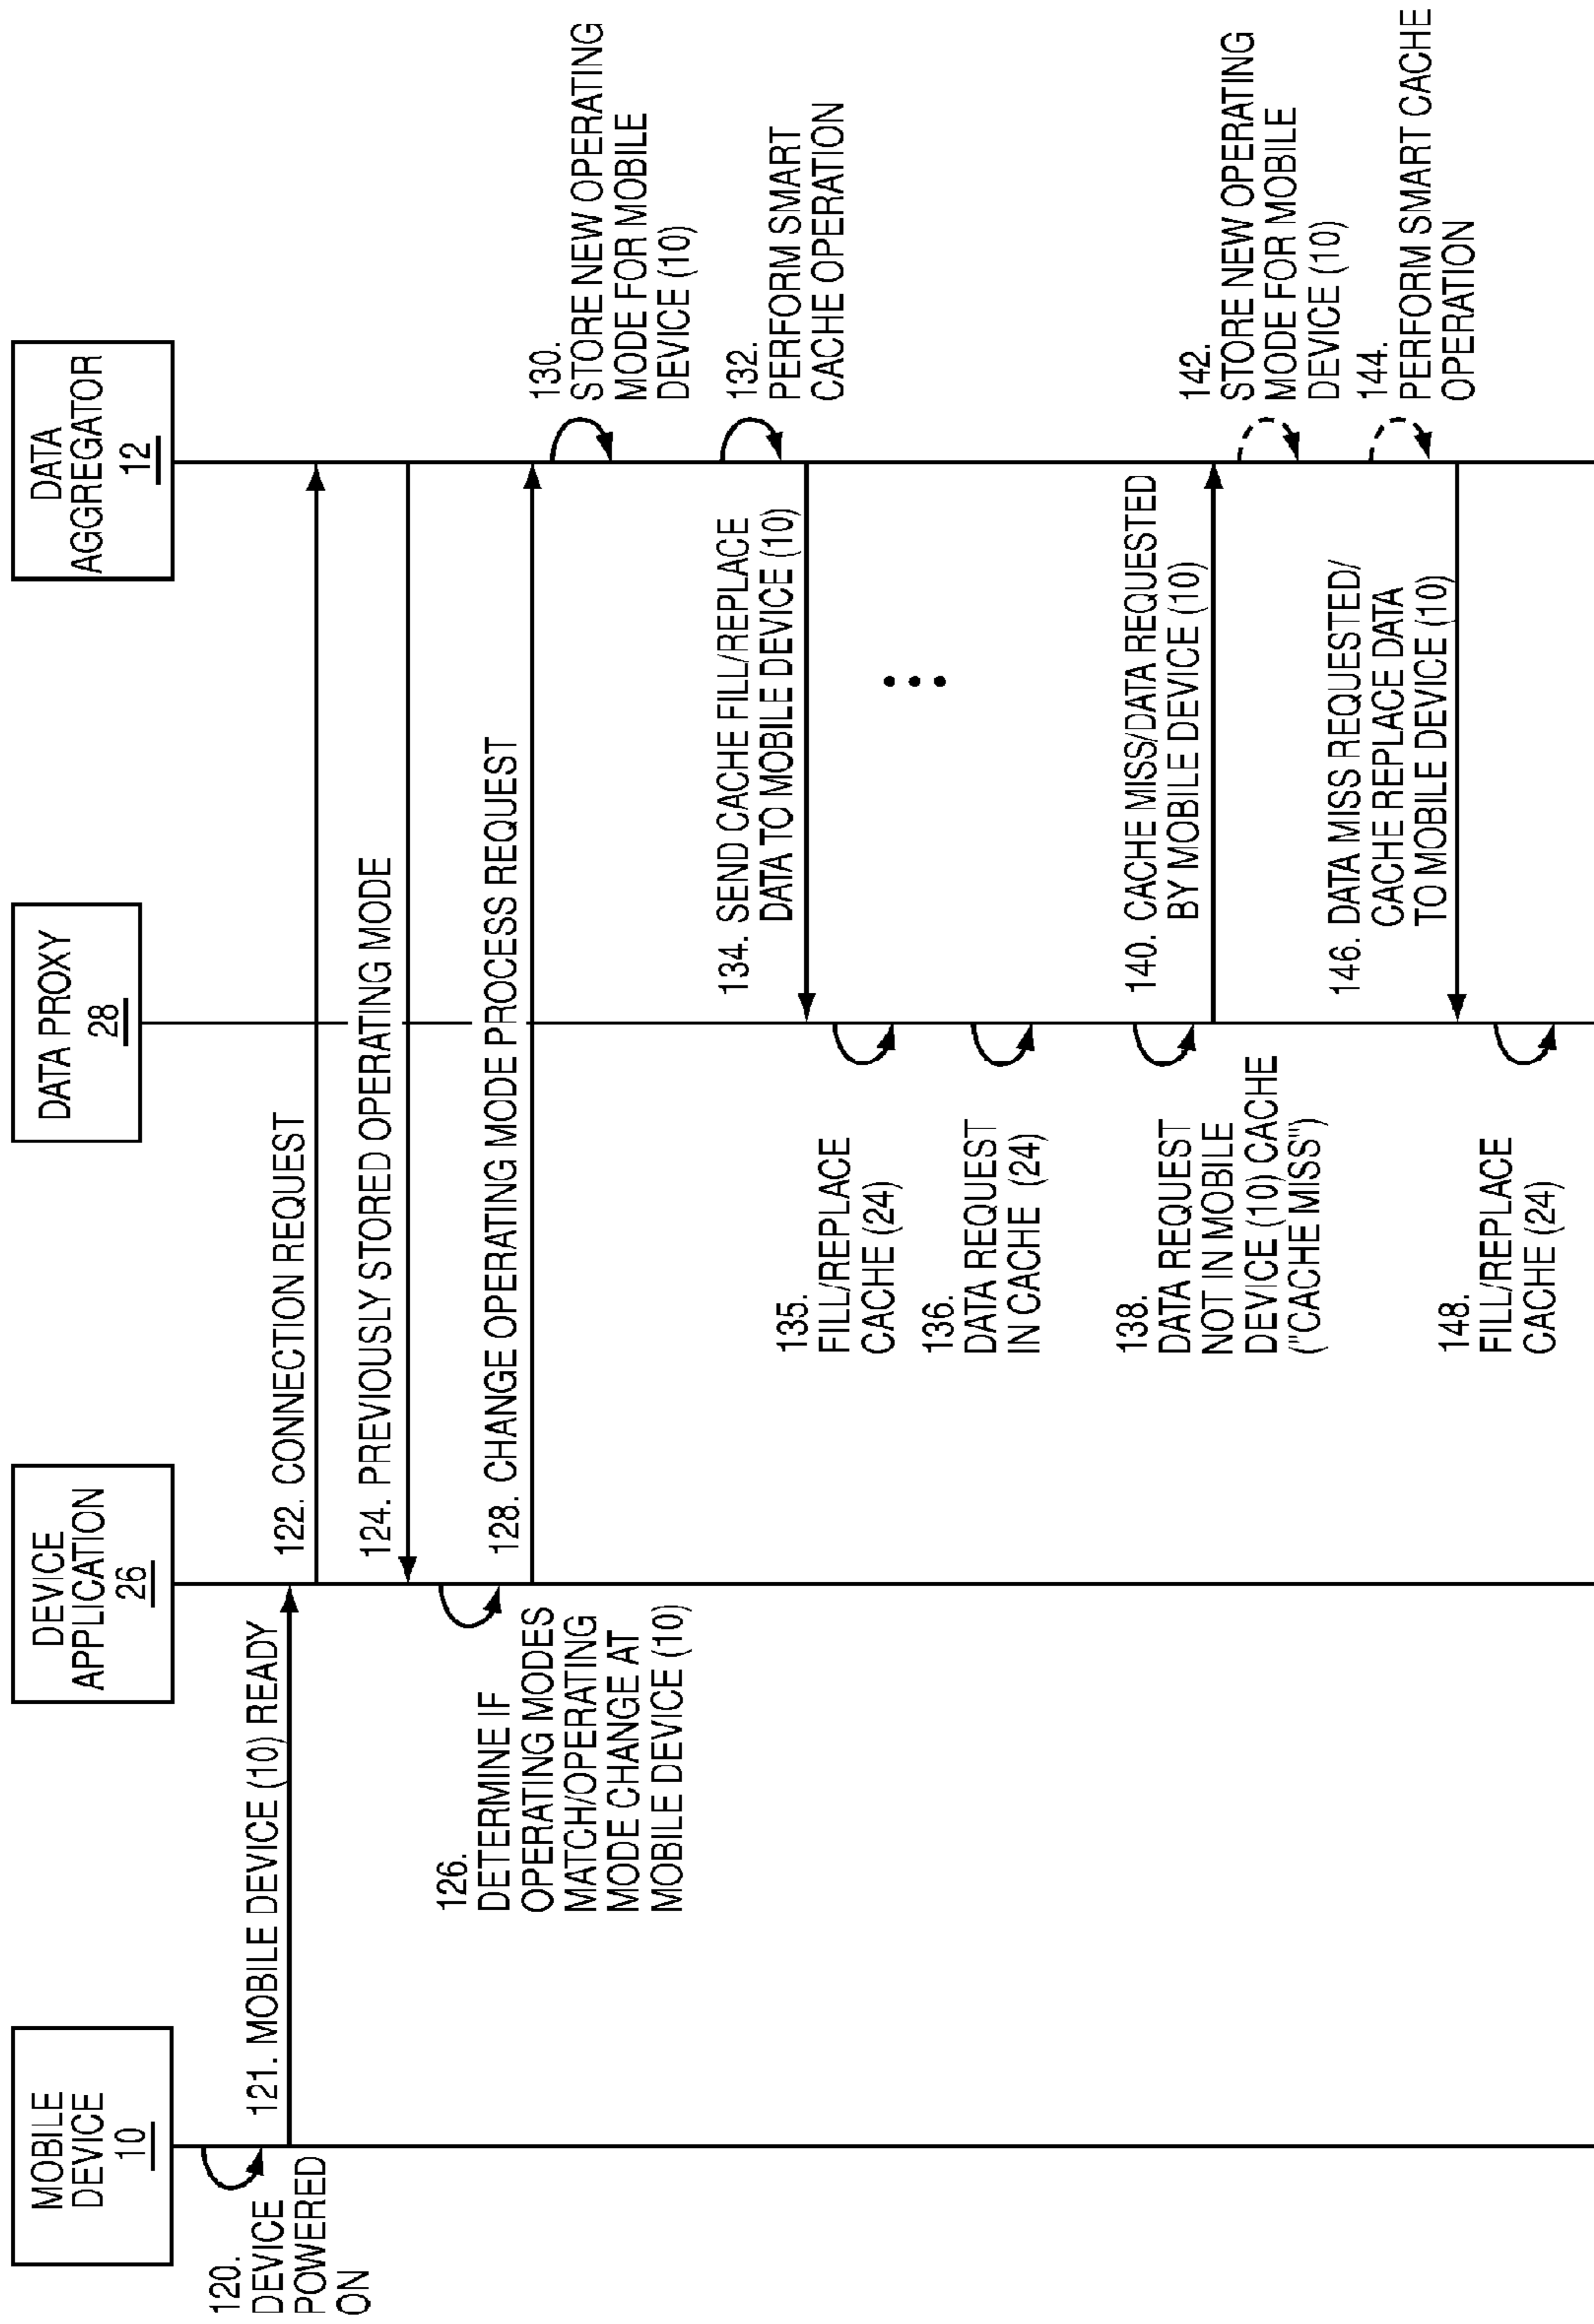 MOBILE
DEVICE
10
DEVICE
APPLICATION
26
DATA PROXY
28
DATA
AGGREGATOR
12
120.
DEVICE
POWERED
ON
121. MOBILE DEVICE (10) READY
122. CONNECTION REQUEST
124. PREVIOUSLY STORED OPERATING MODE
126.
DETERMINE IF
OPERATING MODES
MATCH/OPERATING
MODE CHANGE AT
MOBILE DEVICE (10)
128. CHANGE OPERATING MODE PROCESS REQUEST
130.
STORE NEW OPERATING
MODE FOR MOBILE
DEVICE (10)
132.
PERFORM SMART
CACHE OPERATION
134. SEND CACHE FILL/REPLACE
DATA TO MOBILE DEVICE (10)
135.
FILL/REPLACE
CACHE (24)
136.
DATA REQUEST
IN CACHE (24)
138.
DATA REQUEST
NOT IN MOBILE
DEVICE (10) CACHE
("CACHE MISS")
140. CACHE MISS/DATA REQUESTED
BY MOBILE DEVICE (10)
142.
STORE NEW OPERATING
MODE FOR MOBILE
DEVICE (10)
144.
PERFORM SMART CACHE
OPERATION
146. DATA MISS REQUESTED/
CACHE REPLACE DATA
TO MOBILE DEVICE (10)
148.
FILL/REPLACE
CACHE (24)